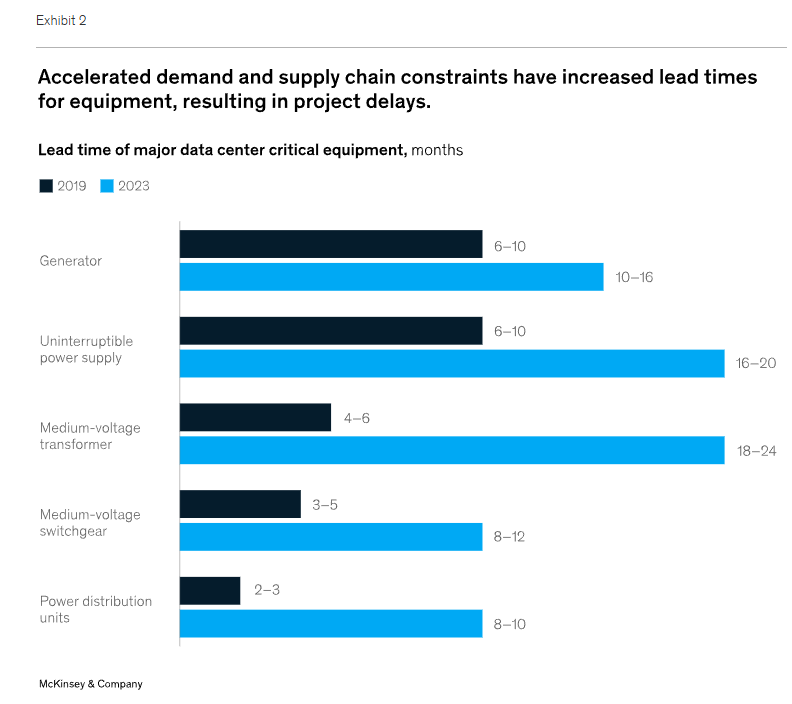 Exhibit 2
Accelerated demand and supply chain constraints have increased lead times
for equipment, resulting in project delays.
Lead time of major data center critical equipment, months
2019 2023
Generator
6–10
10–16
Uninterruptible
power supply
6–10
16–20
Medium-voltage
transformer
4–6
18–24
Medium-voltage
switchgear
3–5
8–12
Power distribution
units
2–3
8–10
McKinsey & Company